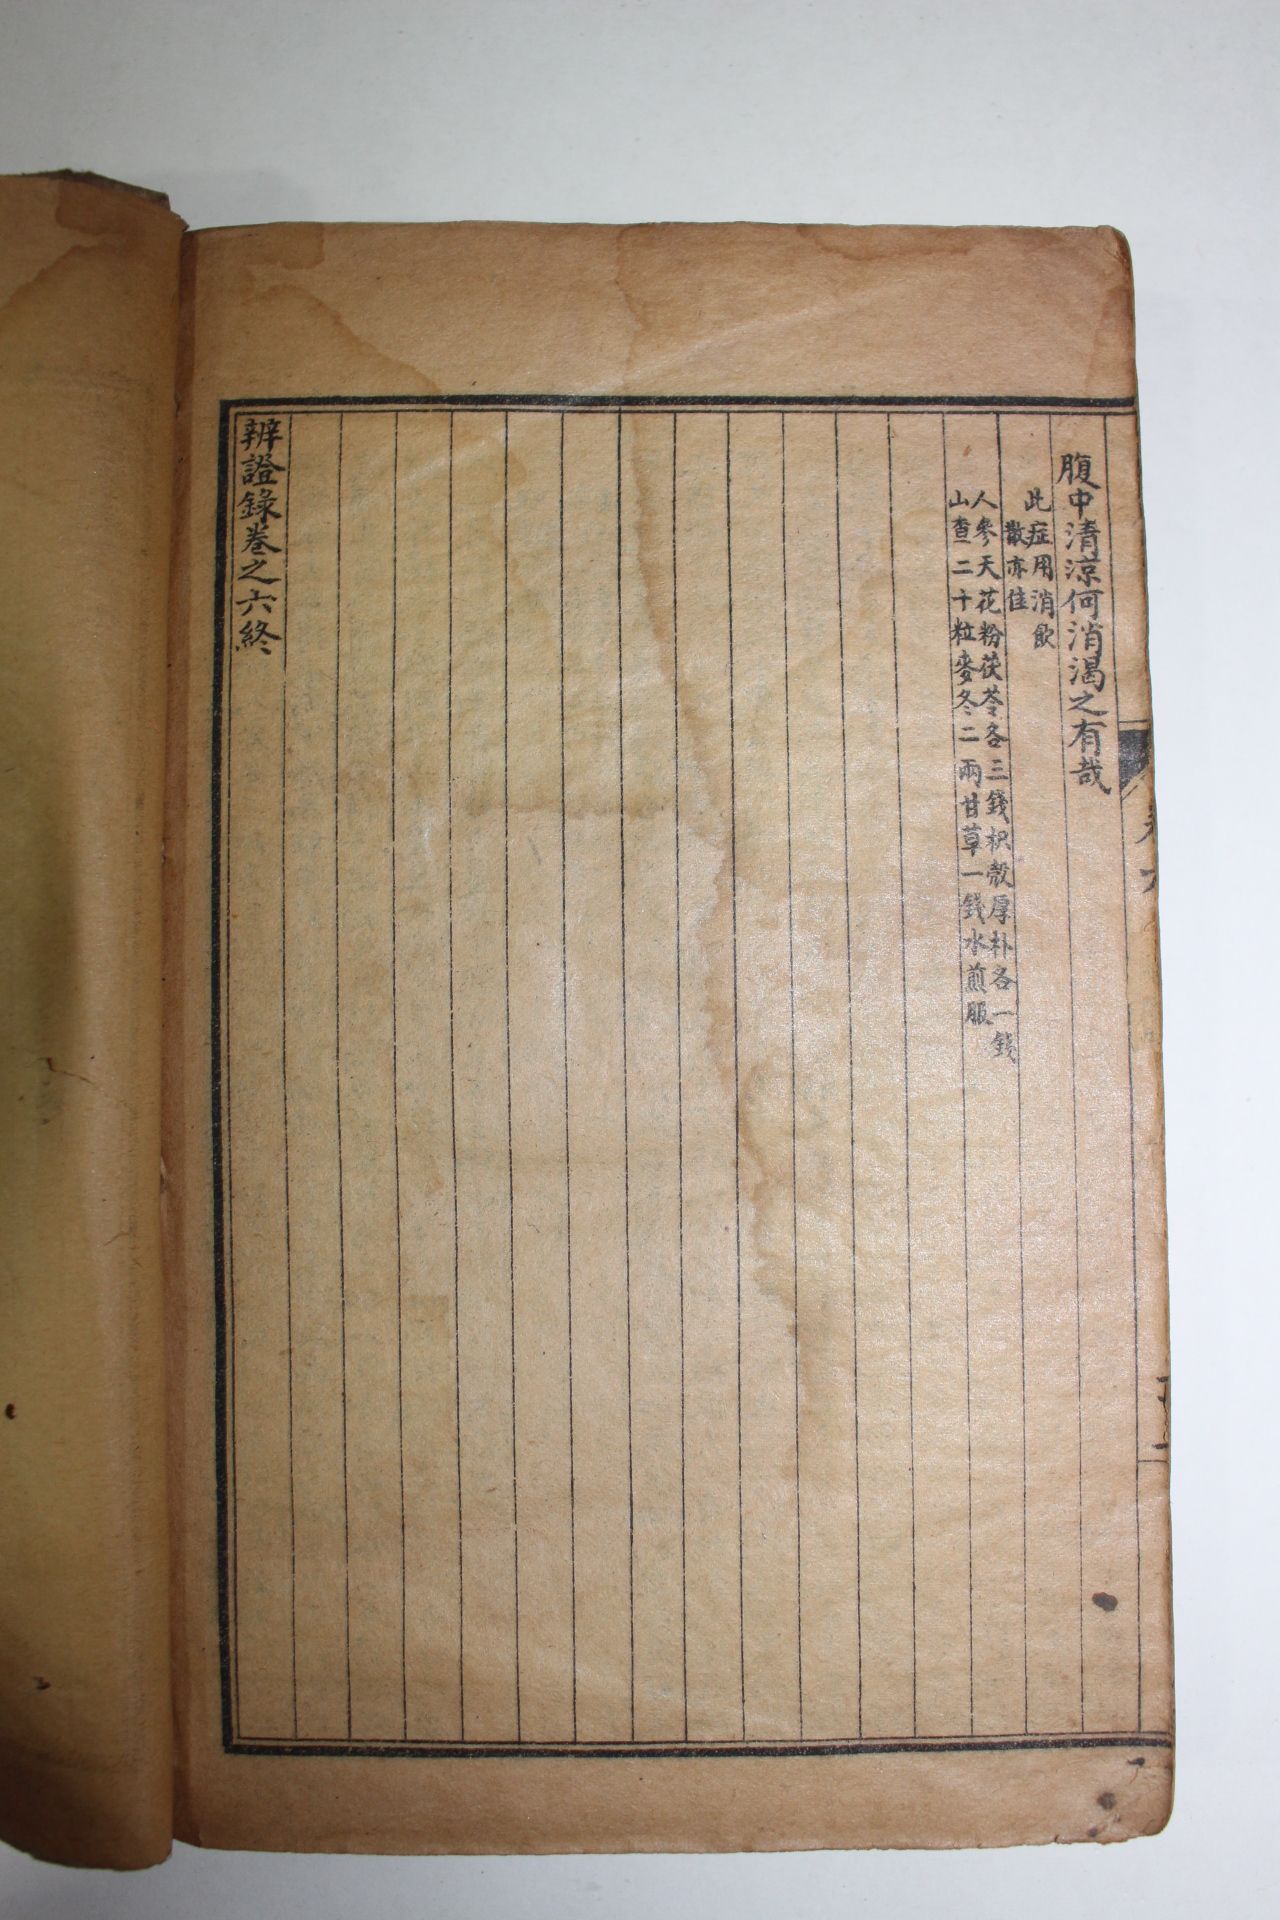 腹中清涼何消渴之有哉
此症用消飲
散亦佳
人參天花粉茯苓各三錢枳殼厚朴各一錢
山查二十粒麥冬二兩甘草一錢水煎服
辨證錄卷之六終